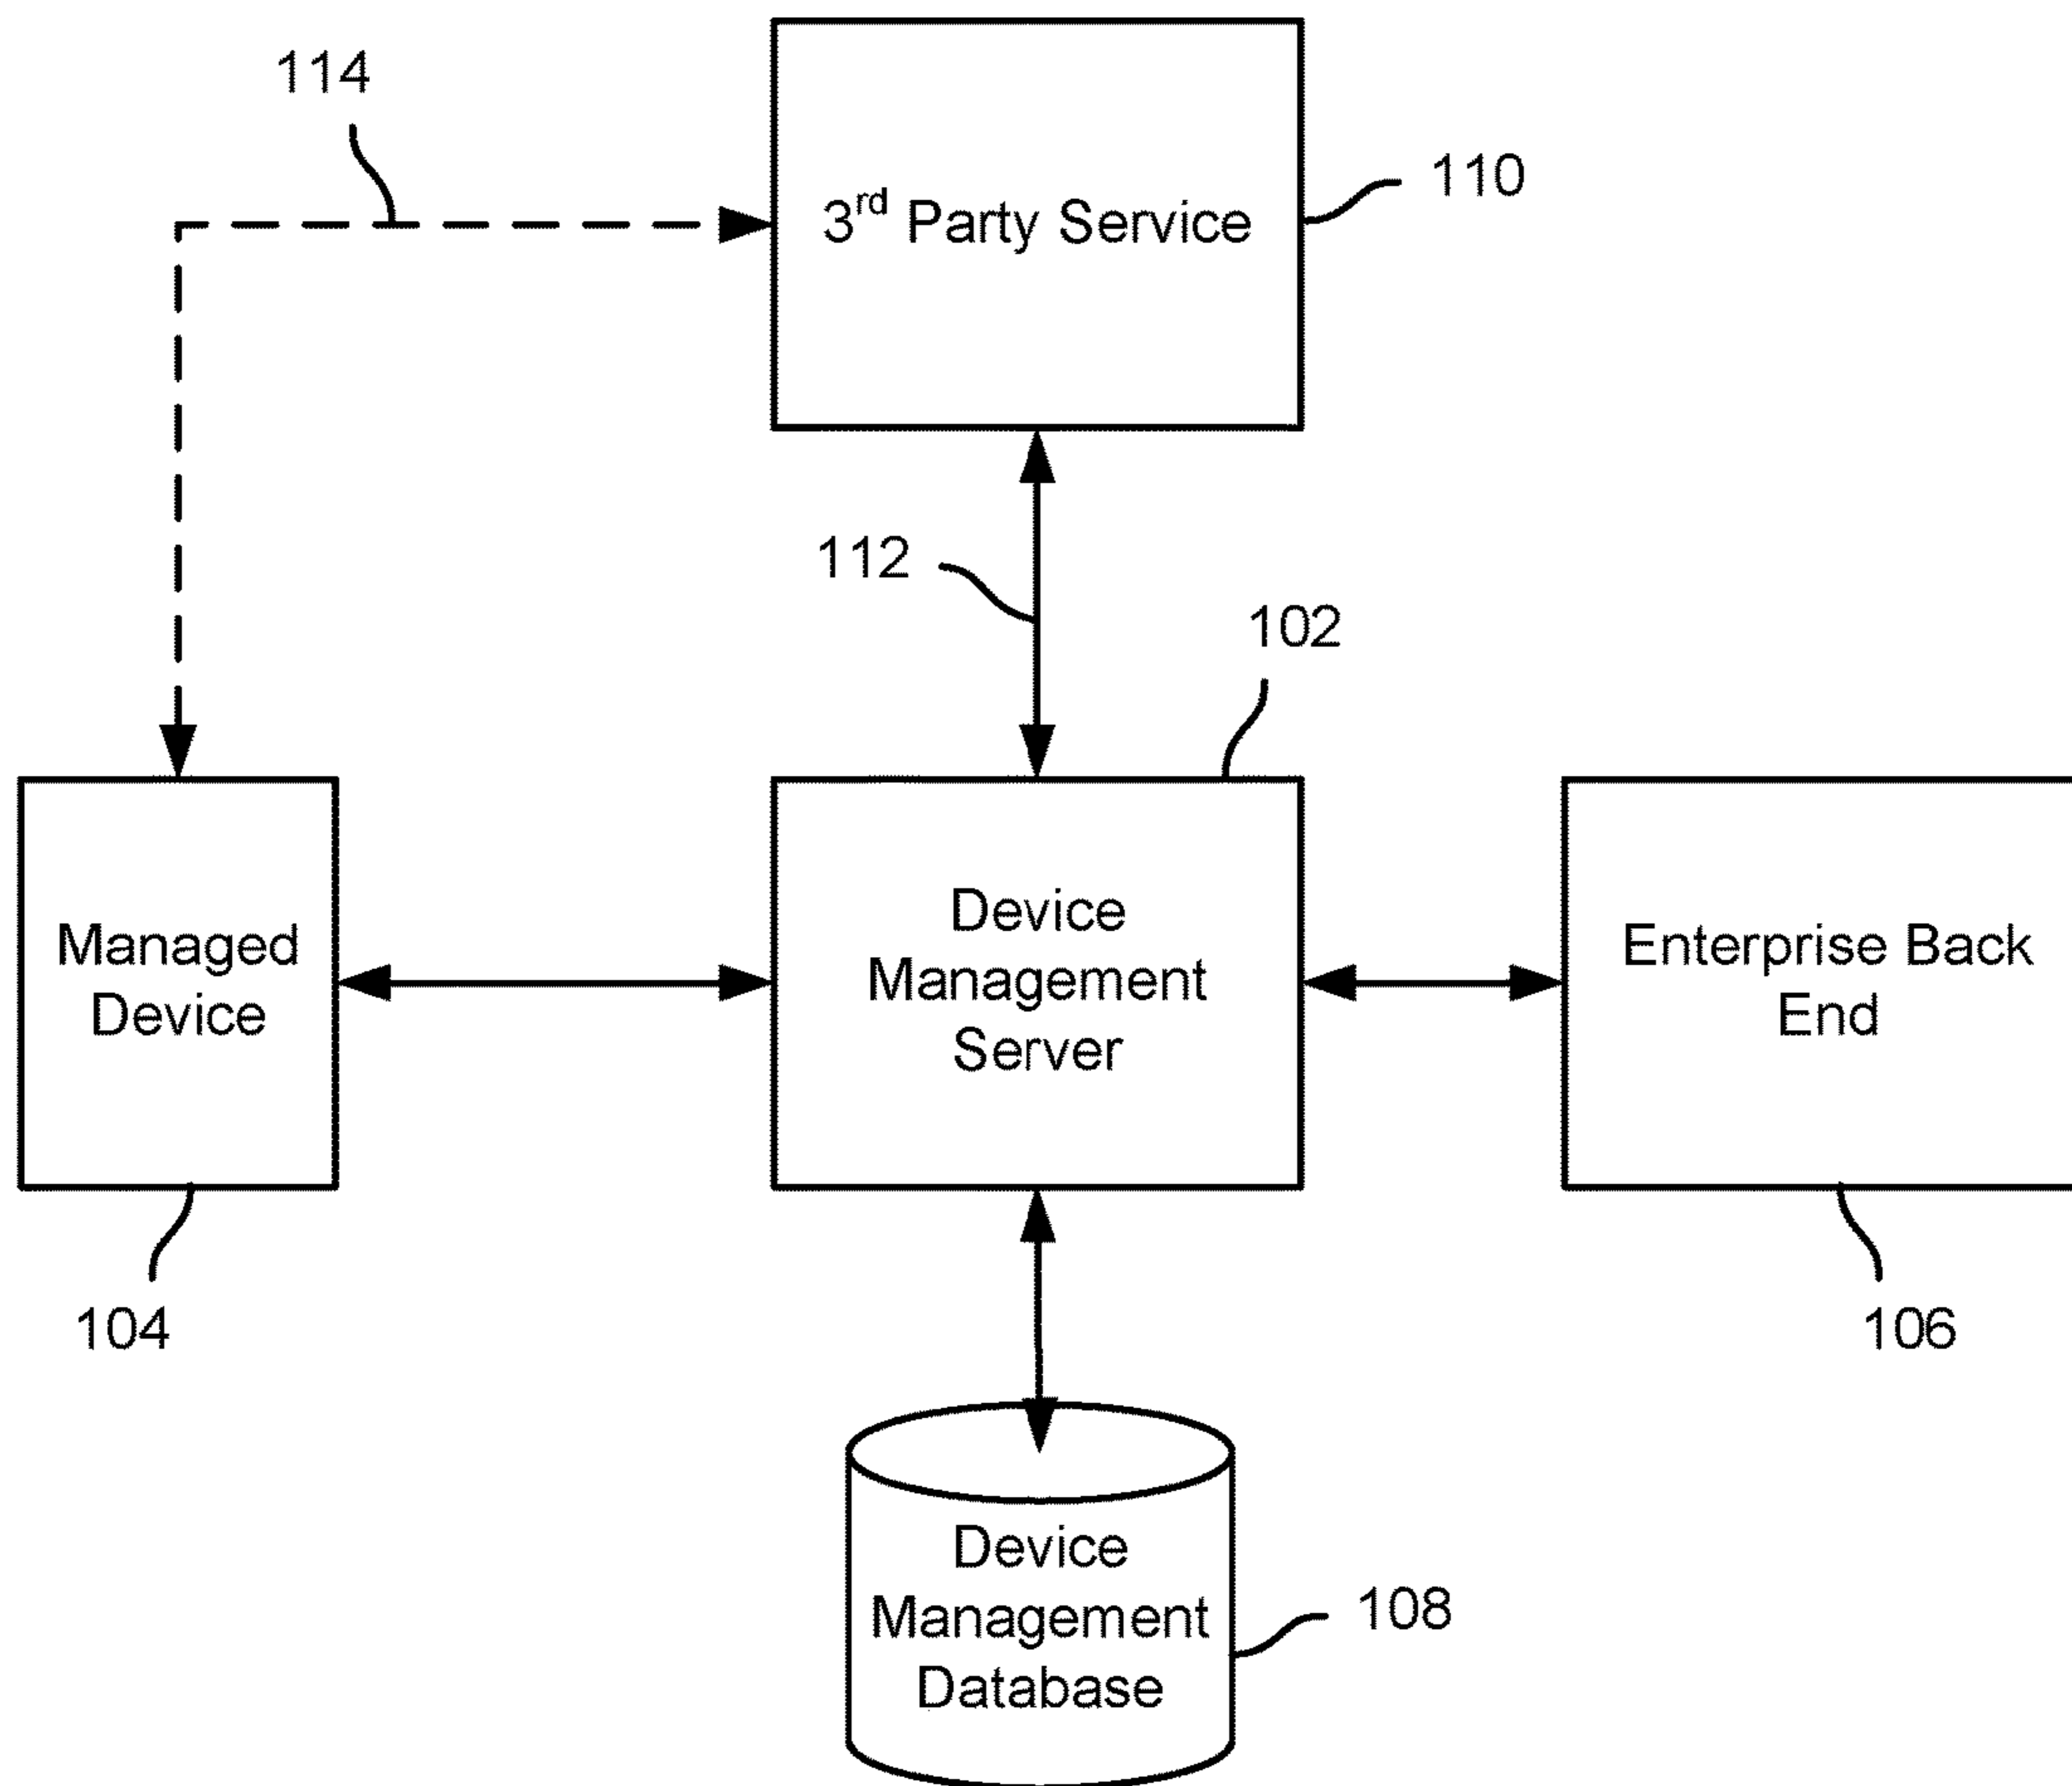 114
3rd Party Service
110
112
102
Managed
Device
Device
Management
Server
Enterprise Back
End
104
106
Device
Management
Database
108